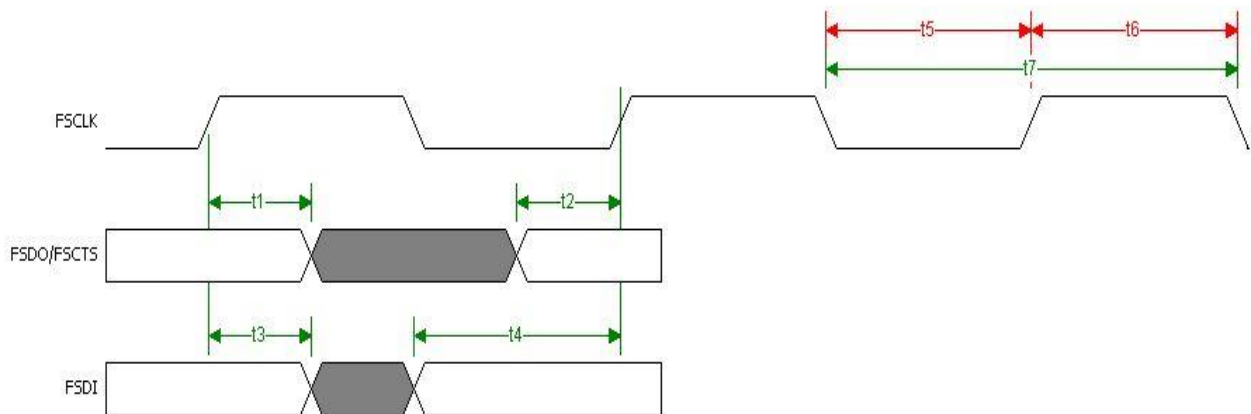 t5 t6
t7
FSCLK
t1 t2
FSDO/FSCTS
t3 t4
FSDI